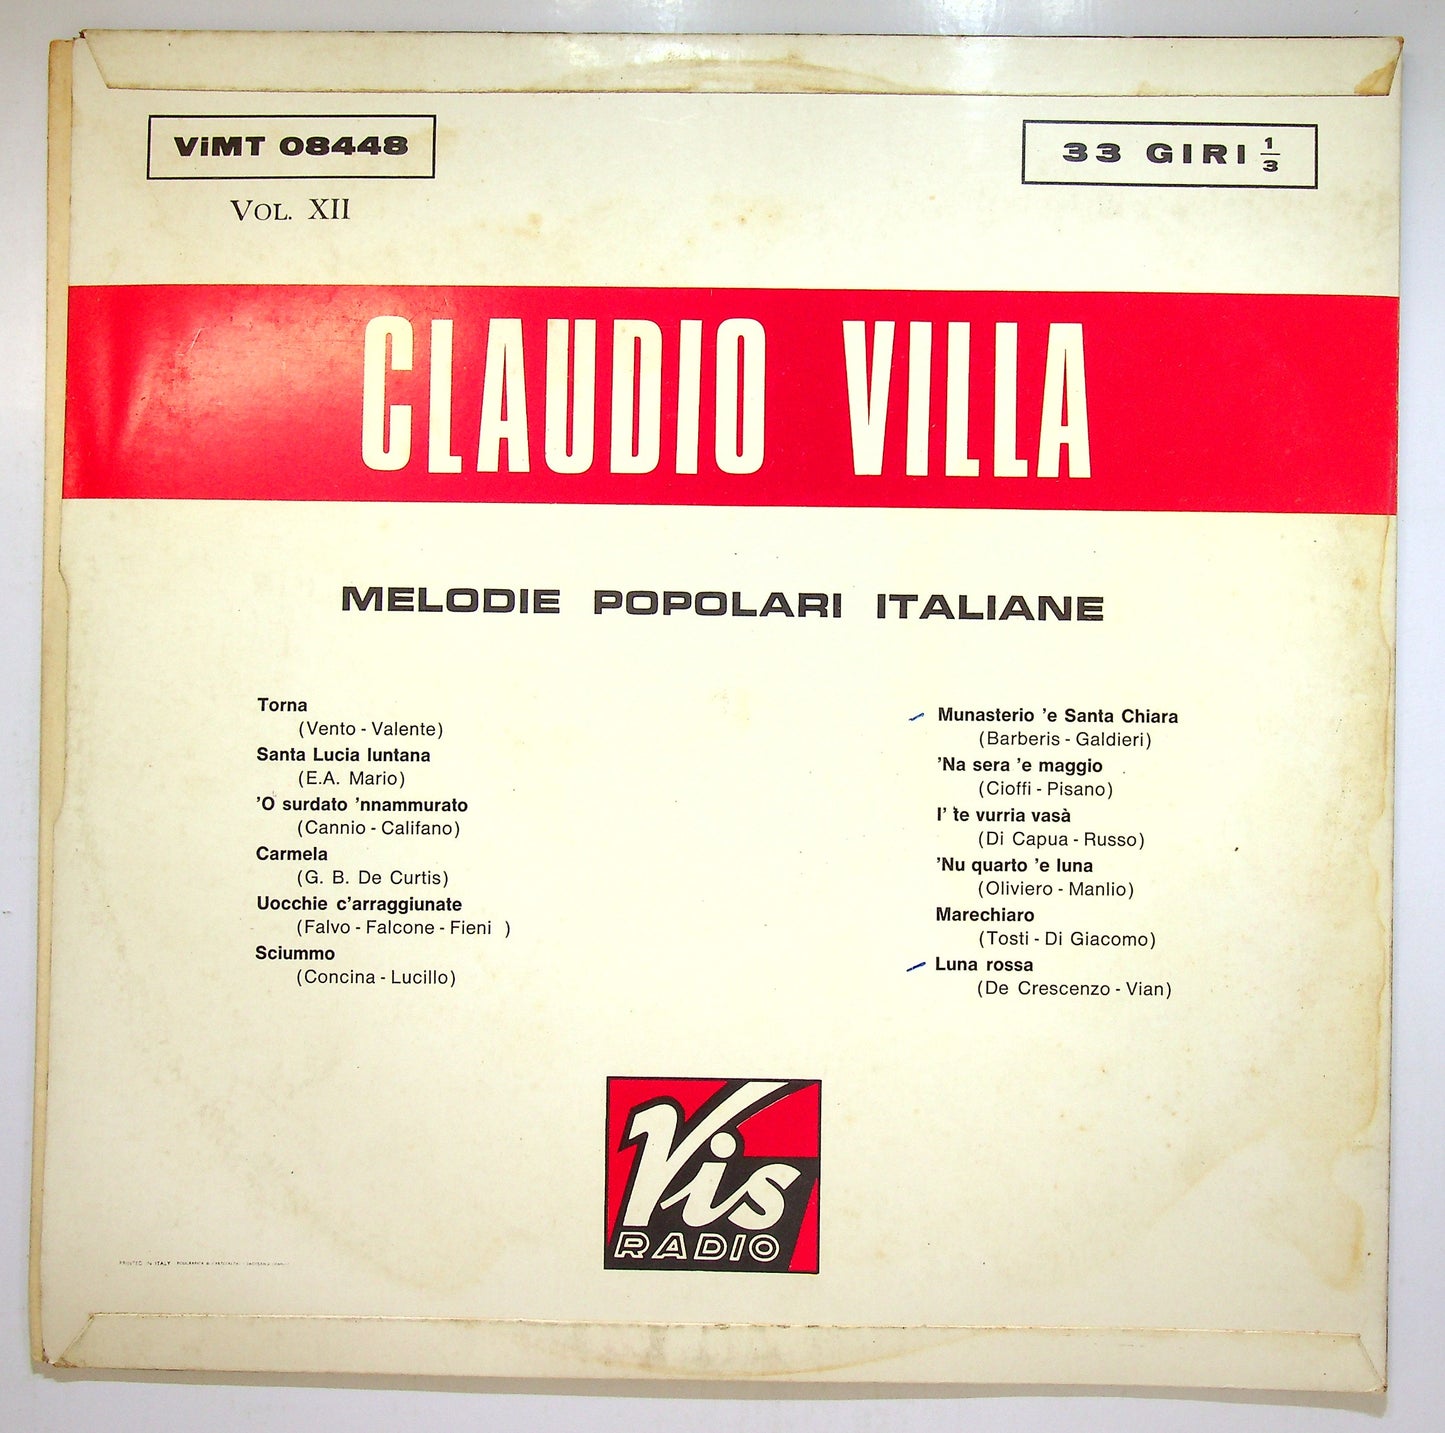 ViMT 08448
33 GIRI 1/3
VOL. XII
CLAUDIO VILLA
MELODIE POPOLARI ITALIANE
Torna
(Vento - Valente)
Santa Lucia luntana
(E.A. Mario)
'O surdato 'nnammurato
(Cannio - Califano)
Carmela
(G. B. De Curtis)
Uocchie c'arraggiunate
(Falvo - Falcone - Fieni )
Sciummo
(Concina - Lucillo)
Munasterio 'e Santa Chiara
(Barberis - Galdieri)
'Na sera 'e maggio
(Cioffi - Pisano)
I' te vurria vasà
(Di Capua - Russo)
'Nu quarto 'e luna
(Oliviero - Manlio)
Marechiaro
(Tosti - Di Giacomo)
Luna rossa
(De Crescenzo - Vian)
Vis
RADIO
PRINTED IN ITALY